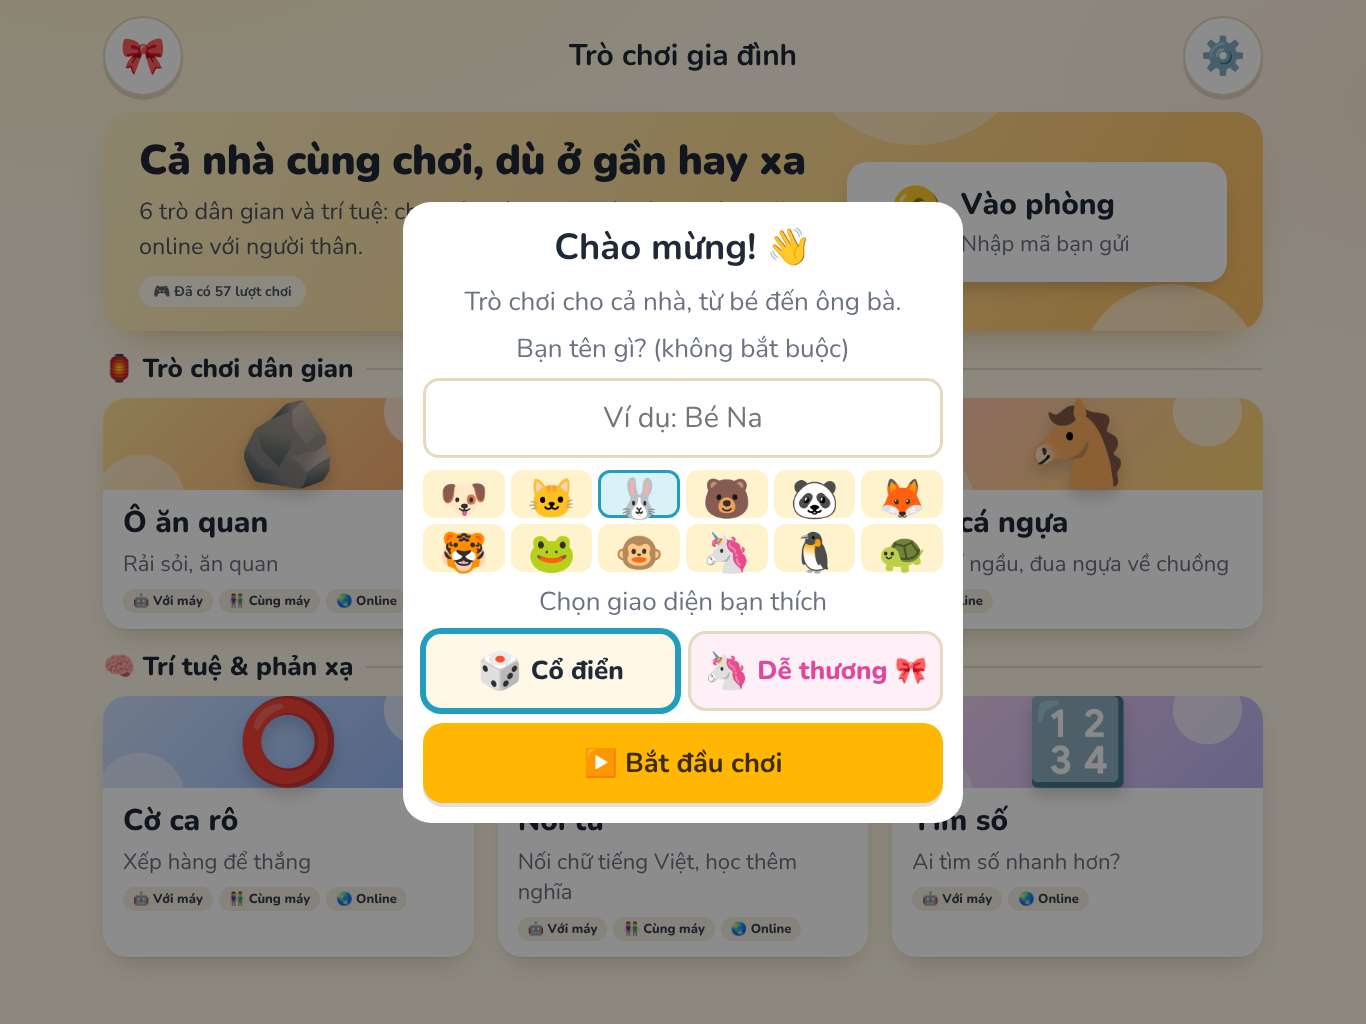 Trò chơi gia đình
Cả nhà cùng chơi, dù ở gần hay xa
6 trò dân gian và trí tuệ:
online với người thân.
🎮 Đã có 57 lượt chơi
Vào phòng
Nhập mã bạn gửi
Chào mừng! 👋
Trò chơi cho cả nhà, từ bé đến ông bà.
Bạn tên gì? (không bắt buộc)
Ví dụ: Bé Na
Chọn giao diện bạn thích
🎲 Cổ điển
🦄 Dễ thương 🎀
▶️ Bắt đầu chơi
🏮 Trò chơi dân gian
Ô ăn quan
Rải sỏi, ăn quan
🤖 Với máy 👫 Cùng máy 🌏 Online
cá ngựa
ngầu, đua ngựa về chuồng
🧠 Trí tuệ & phản xạ
Cờ ca rô
Xếp hàng để thắng
🤖 Với máy 👫 Cùng máy 🌏 Online
Nối chữ tiếng Việt, học thêm
nghĩa
🤖 Với máy 👫 Cùng máy 🌏 Online
1 2
3 4
Tìm số
Ai tìm số nhanh hơn?
🤖 Với máy 🌏 Online